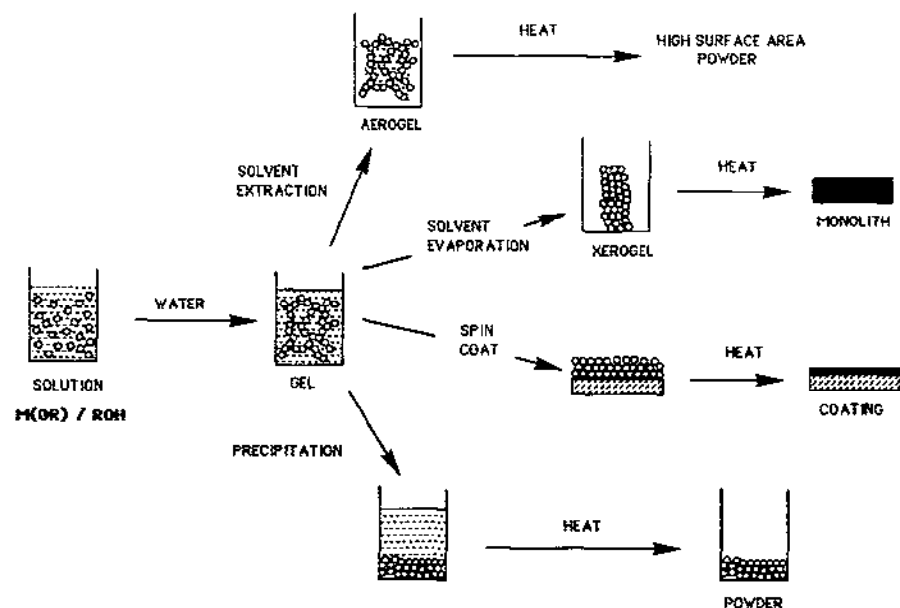 HEAT
HIGH SURFACE AREA
POWDER
AEROGEL
SOLVENT
EXTRACTION
HEAT
SOLVENT
EVAPORATION
MONOLITH
XEROGEL
WATER
SPIN
COAT
HEAT
SOLUTION
GEL
COATING
M(OR) / ROH
PRECIPITATION
HEAT
POWDER